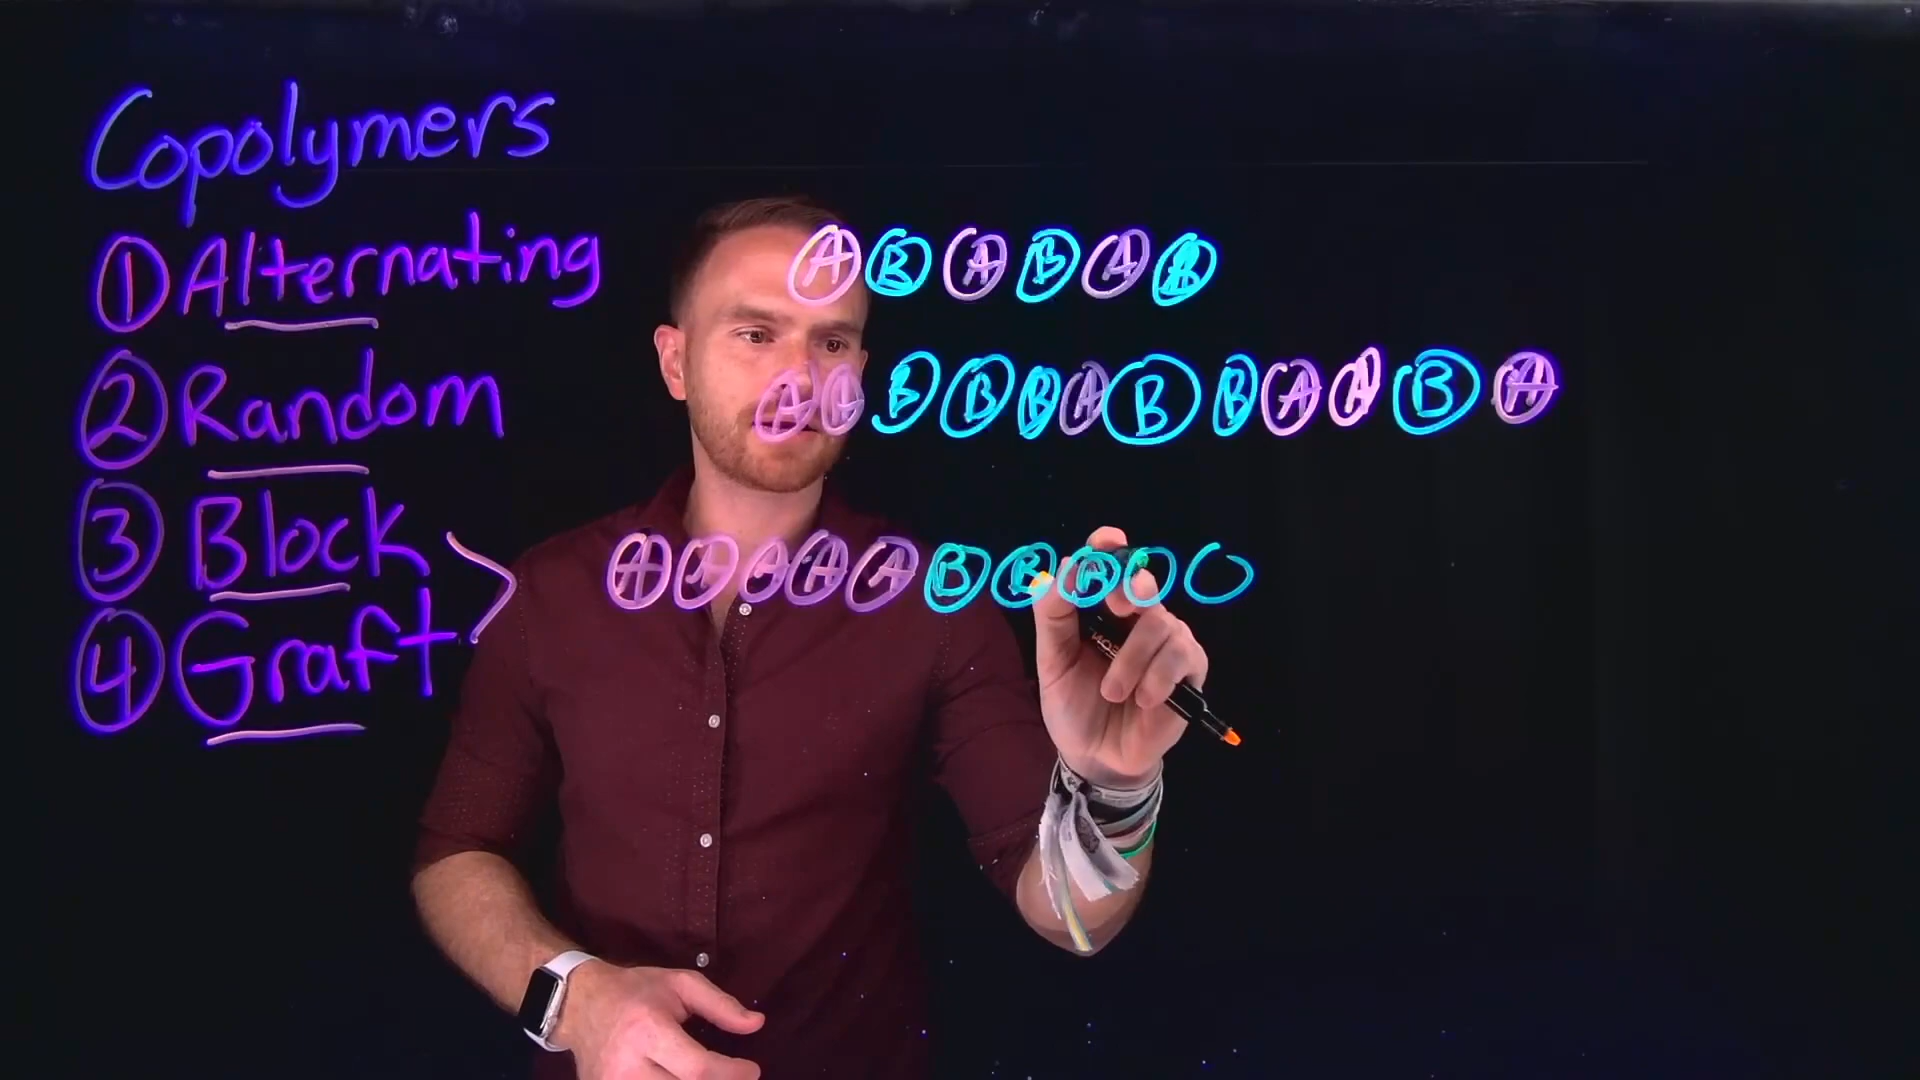 Copolymers
① Alternating A B A B A B
② Random A A B B B A B B A A B A
③ Block A A A A A B B B
④ Graft